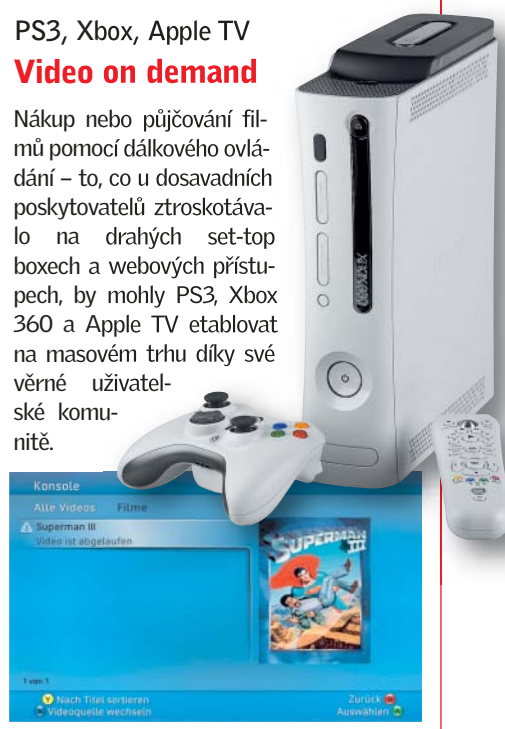 PS3, Xbox, Apple TV
Video on demand
Nákup nebo půjčování fil-
mů pomocí dálkového ovlá-
dání – to, co u dosavadních
poskytovatelů ztroskotáva-
lo na drahých set-top
boxech a webových přístu-
pech, by mohly PS3, Xbox
360 a Apple TV etablovat
na masovém trhu díky své
věrné uživatel-
ské komu-
nitě.
XBOX360
Konsole
Alle Videos Filme
Superman III
Video ist abgelaufen
SUPERMAN
III
1 von 1
Y Nach Titel sortieren
Zurück
Videoquelle wechseln
Auswählen